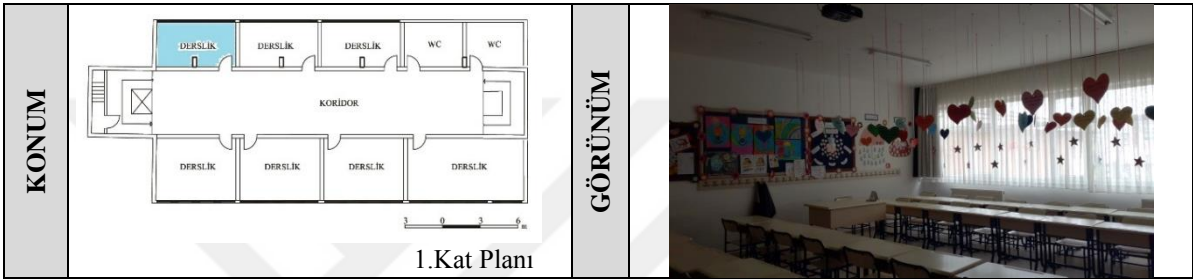 KONUM
DERSLİK
DERSLİK
DERSLİK
WC
WC
KORİDOR
DERSLİK
DERSLİK
DERSLİK
DERSLİK
3 0 3 6 m
1.Kat Planı
GÖRÜNÜM